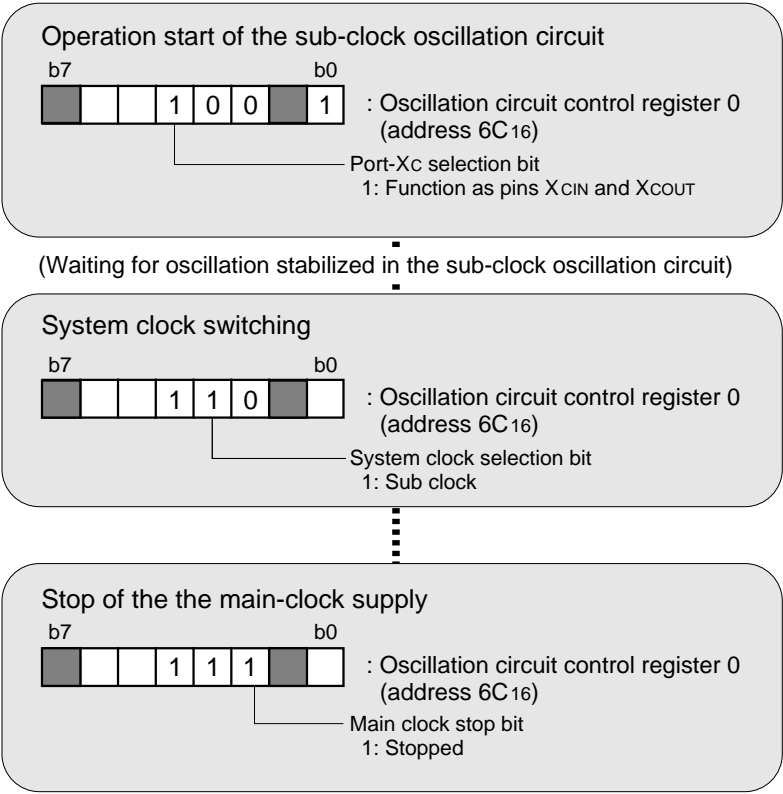 Operation start of the sub-clock oscillation circuit
b7 b0
1 0 0 1 : Oscillation circuit control register 0
(address 6C16)
Port-XC selection bit
1: Function as pins XCIN and XCOUT
(Waiting for oscillation stabilized in the sub-clock oscillation circuit)
System clock switching
b7 b0
1 1 0 : Oscillation circuit control register 0
(address 6C16)
System clock selection bit
1: Sub clock
Stop of the the main-clock supply
b7 b0
1 1 1 : Oscillation circuit control register 0
(address 6C16)
Main clock stop bit
1: Stopped